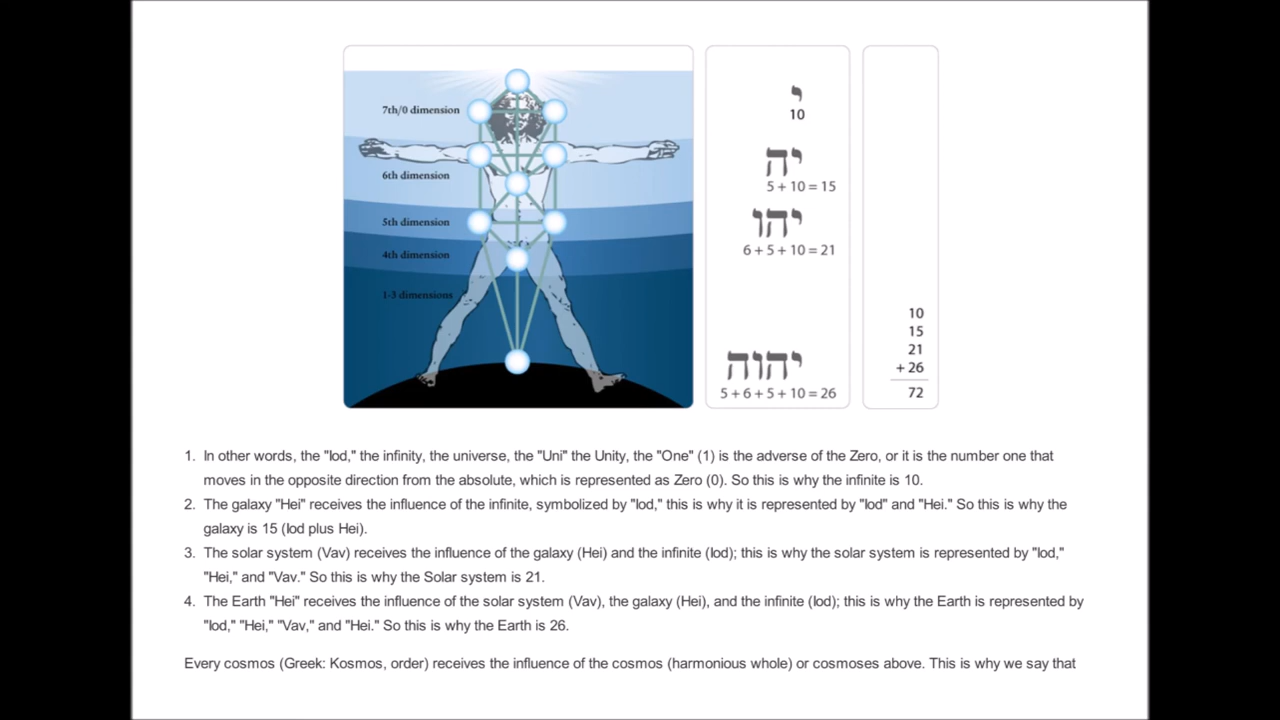 7th/0 dimension
6th dimension
5th dimension
4th dimension
1-3 dimensions
י
10
יה
5 + 10 = 15
יהו
6 + 5 + 10 = 21
יהוה
5 + 6 + 5 + 10 = 26
10
15
21
+ 26
72
1. In other words, the "Iod," the infinity, the universe, the "Uni" the Unity, the "One" (1) is the adverse of the Zero, or it is the number one that
moves in the opposite direction from the absolute, which is represented as Zero (0). So this is why the infinite is 10.
2. The galaxy "Hei" receives the influence of the infinite, symbolized by "Iod," this is why it is represented by "Iod" and "Hei." So this is why the
galaxy is 15 (Iod plus Hei).
3. The solar system (Vav) receives the influence of the galaxy (Hei) and the infinite (Iod); this is why the solar system is represented by "Iod,"
"Hei," and "Vav." So this is why the Solar system is 21.
4. The Earth "Hei" receives the influence of the solar system (Vav), the galaxy (Hei), and the infinite (Iod); this is why the Earth is represented by
"Iod," "Hei," "Vav," and "Hei." So this is why the Earth is 26.
Every cosmos (Greek: Kosmos, order) receives the influence of the cosmos (harmonious whole) or cosmoses above. This is why we say that